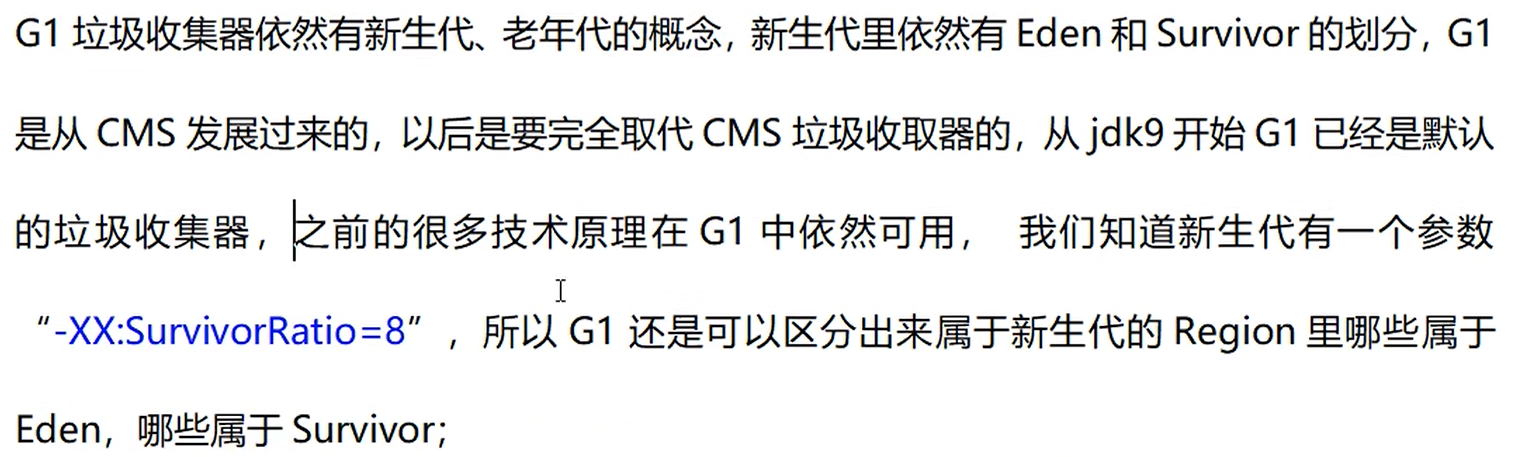 G1 垃圾收集器依然有新生代、老年代的概念，新生代里依然有 Eden 和 Survivor 的划分，G1
是从 CMS 发展过来的，以后是要完全取代 CMS 垃圾收取器的，从 jdk9 开始 G1 已经是默认
的垃圾收集器，之前的很多技术原理在 G1 中依然可用， 我们知道新生代有一个参数
“-XX:SurvivorRatio=8” ，所以 G1 还是可以区分出来属于新生代的 Region 里哪些属于
Eden，哪些属于 Survivor；